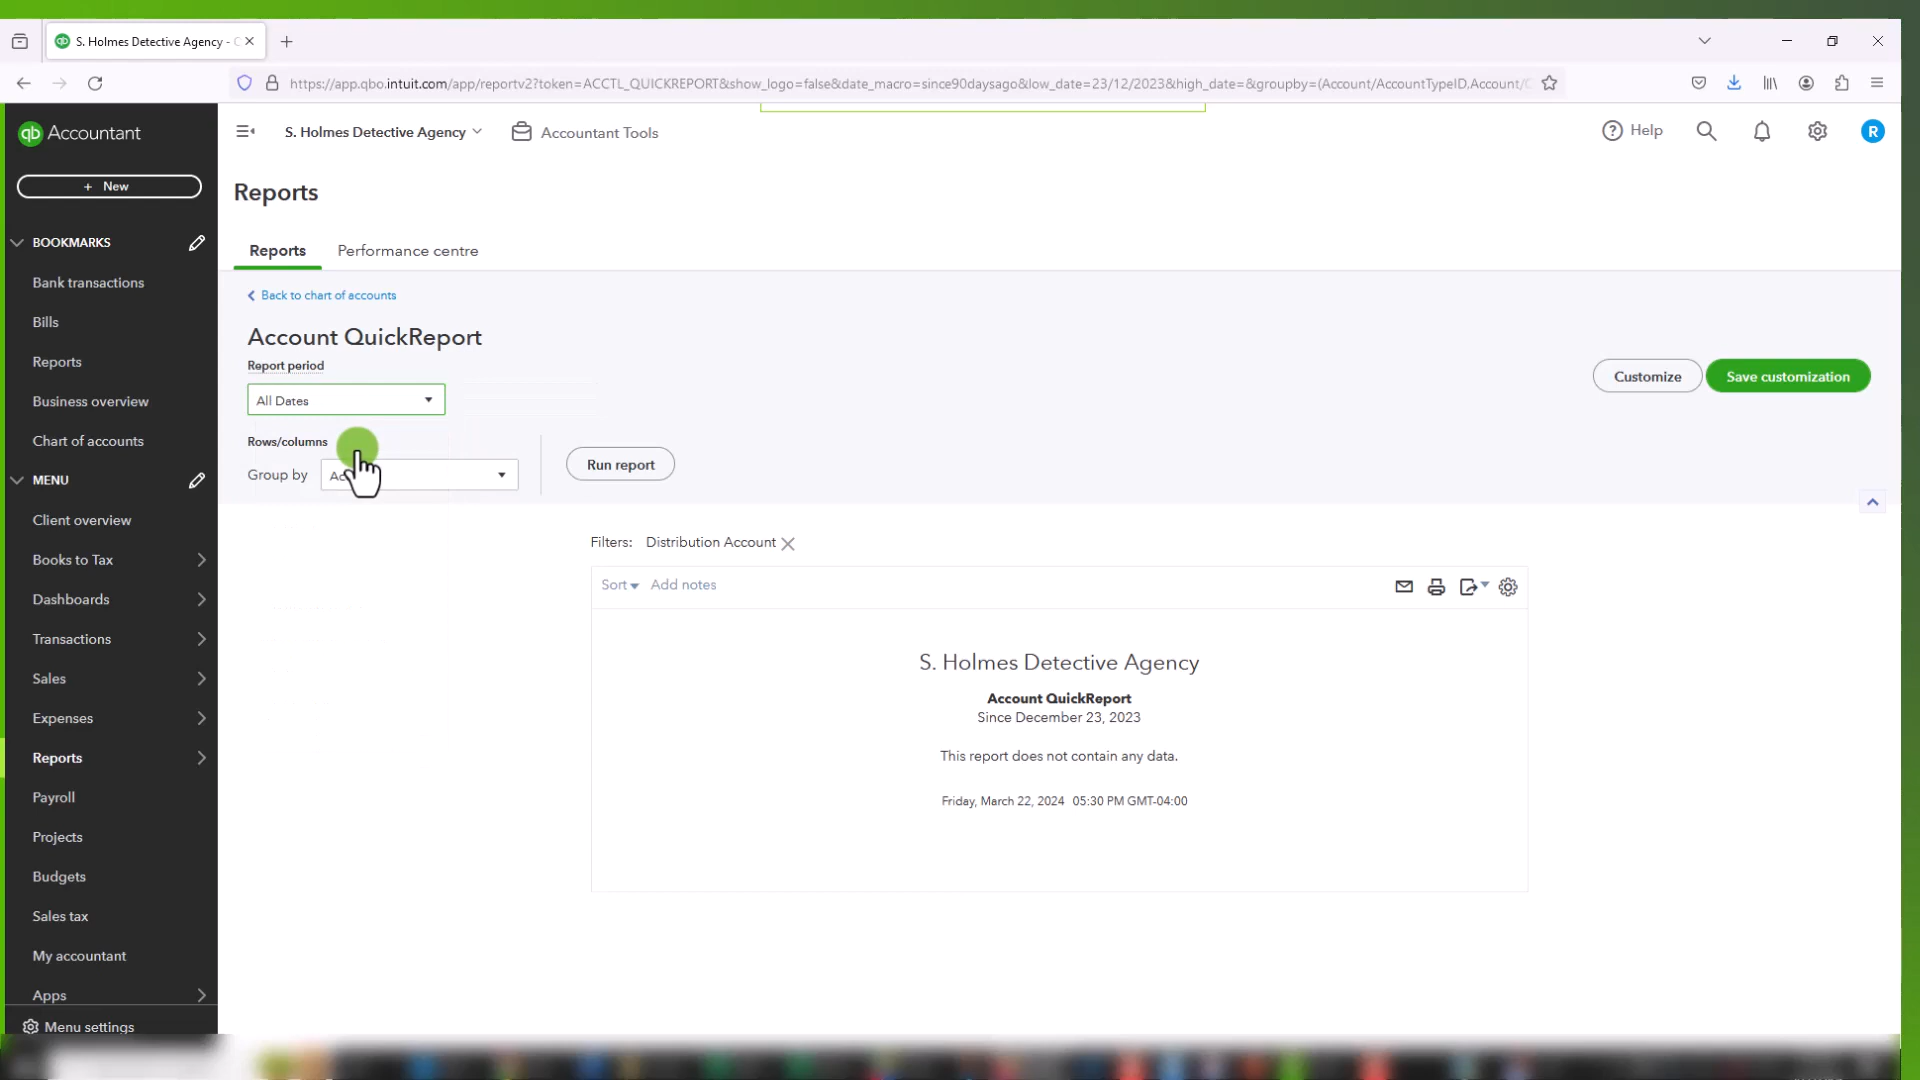 S. Holmes Detective Agency -
https://app.qbo.intuit.com/app/reportv2?token=ACCTL_QUICKREPORT&show_logo=false&date_macro=since90daysago&low_date=23/12/2023&high_date=&groupby=(Account/AccountTypeID,Account/
qb Accountant
S. Holmes Detective Agency
Accountant Tools
Help
R
+ New
Reports
BOOKMARKS
Reports
Performance centre
Bank transactions
Back to chart of accounts
Bills
Account QuickReport
Reports
Report period
Customize
Save customization
Business overview
All Dates
Chart of accounts
Rows/columns
Group by
Run report
MENU
Client overview
Filters: Distribution Account
Books to Tax
Sort
Add notes
Dashboards
Transactions
S. Holmes Detective Agency
Sales
Account QuickReport
Expenses
Since December 23, 2023
Reports
This report does not contain any data.
Payroll
Friday, March 22, 2024 05:30 PM GMT-04:00
Projects
Budgets
Sales tax
My accountant
Apps
Menu settings